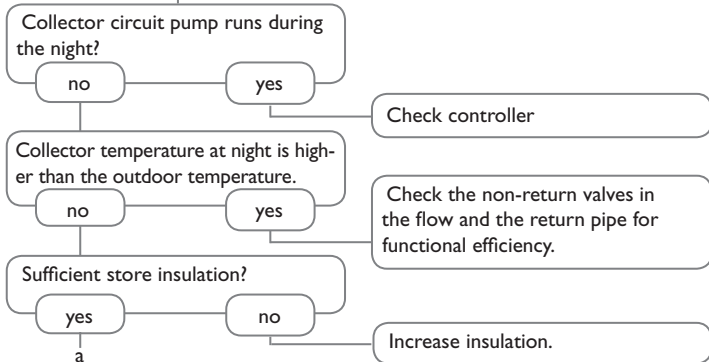 Collector circuit pump runs during
the night?
no
yes
Check controller
Collector temperature at night is high-
er than the outdoor temperature.
no
yes
Check the non-return valves in
the flow and the return pipe for
functional efficiency.
Sufficient store insulation?
yes
no
Increase insulation.
a